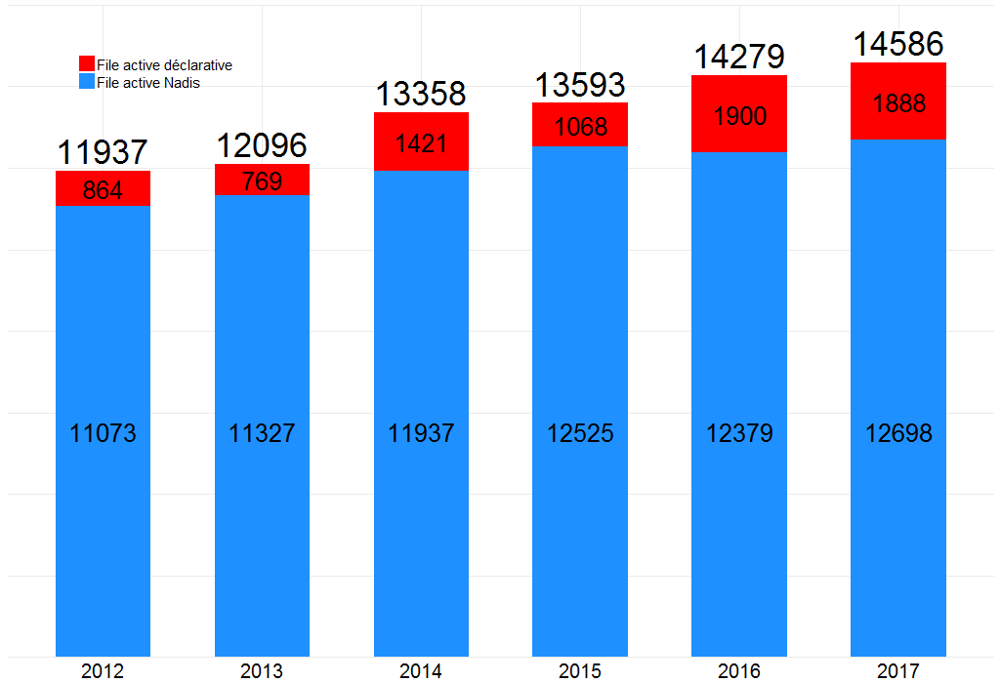 File active déclarative
File active Nadis
11937 12096 13358 13593 14279 14586
864 769 1421 1068 1900 1888
11073 11327 11937 12525 12379 12698
2012 2013 2014 2015 2016 2017